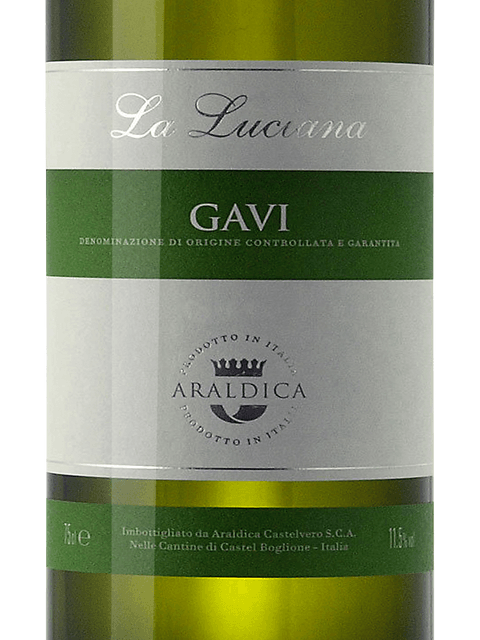 La Luciana
GAVI
DENOMINAZIONE DI ORIGINE CONTROLLATA E GARANTITA
PRODOTTO IN ITALIA
ARALDICA
PRODOTTO IN ITALIA
75cl e
Imbottigliato da Araldica Castelvero S.C.A.
Nelle Cantine di Castel Boglione - Italia
11.5% vol